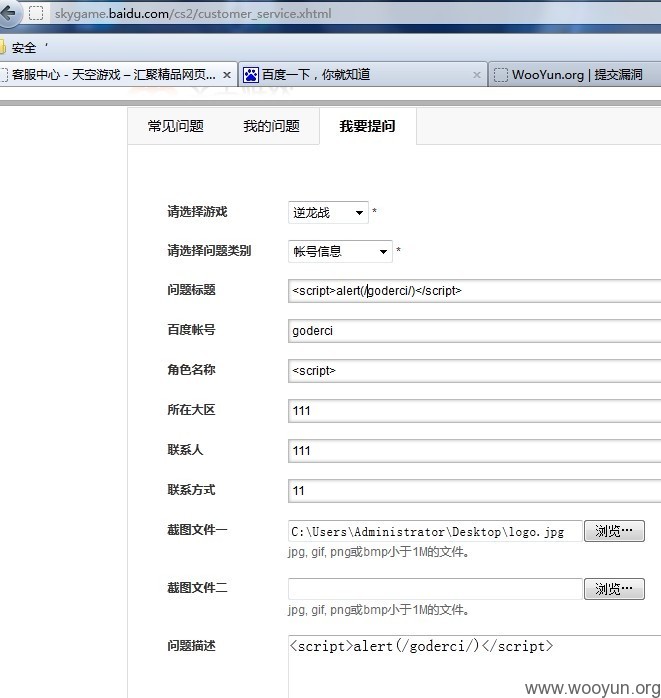 skygame.baidu.com/cs2/customer_service.xhtml
安全
客服中心 - 天空游戏 – 汇聚精品网页... × 百度一下，你就知道 × WooYun.org | 提交漏洞
常见问题 我的问题 我要提问
请选择游戏 逆龙战 *
请选择问题类别 帐号信息 *
问题标题 <script>alert(/goderci/)</script>
百度帐号 goderci
角色名称 <script>
所在大区 111
联系人 111
联系方式 11
截图文件一 C:\Users\Administrator\Desktop\logo.jpg 浏览…
jpg, gif, png或bmp小于1M的文件。
截图文件二 浏览…
jpg, gif, png或bmp小于1M的文件。
问题描述 <script>alert(/goderci/)</script>
www.wooyun.org